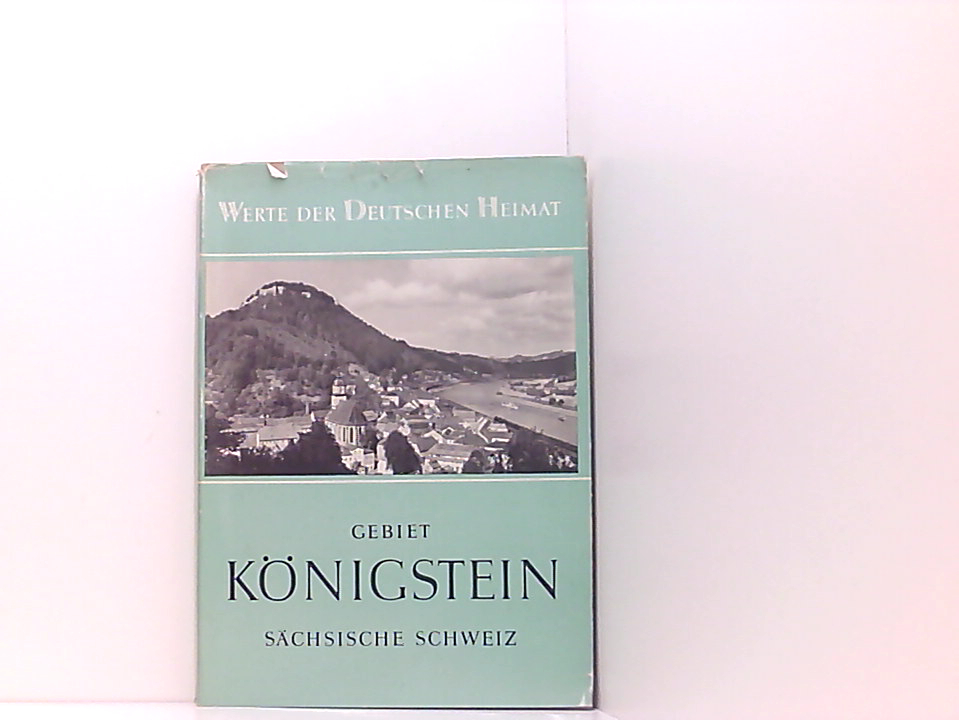 WERTE DER DEUTSCHEN HEIMAT
GEBIET
KÖNIGSTEIN
SÄCHSISCHE SCHWEIZ